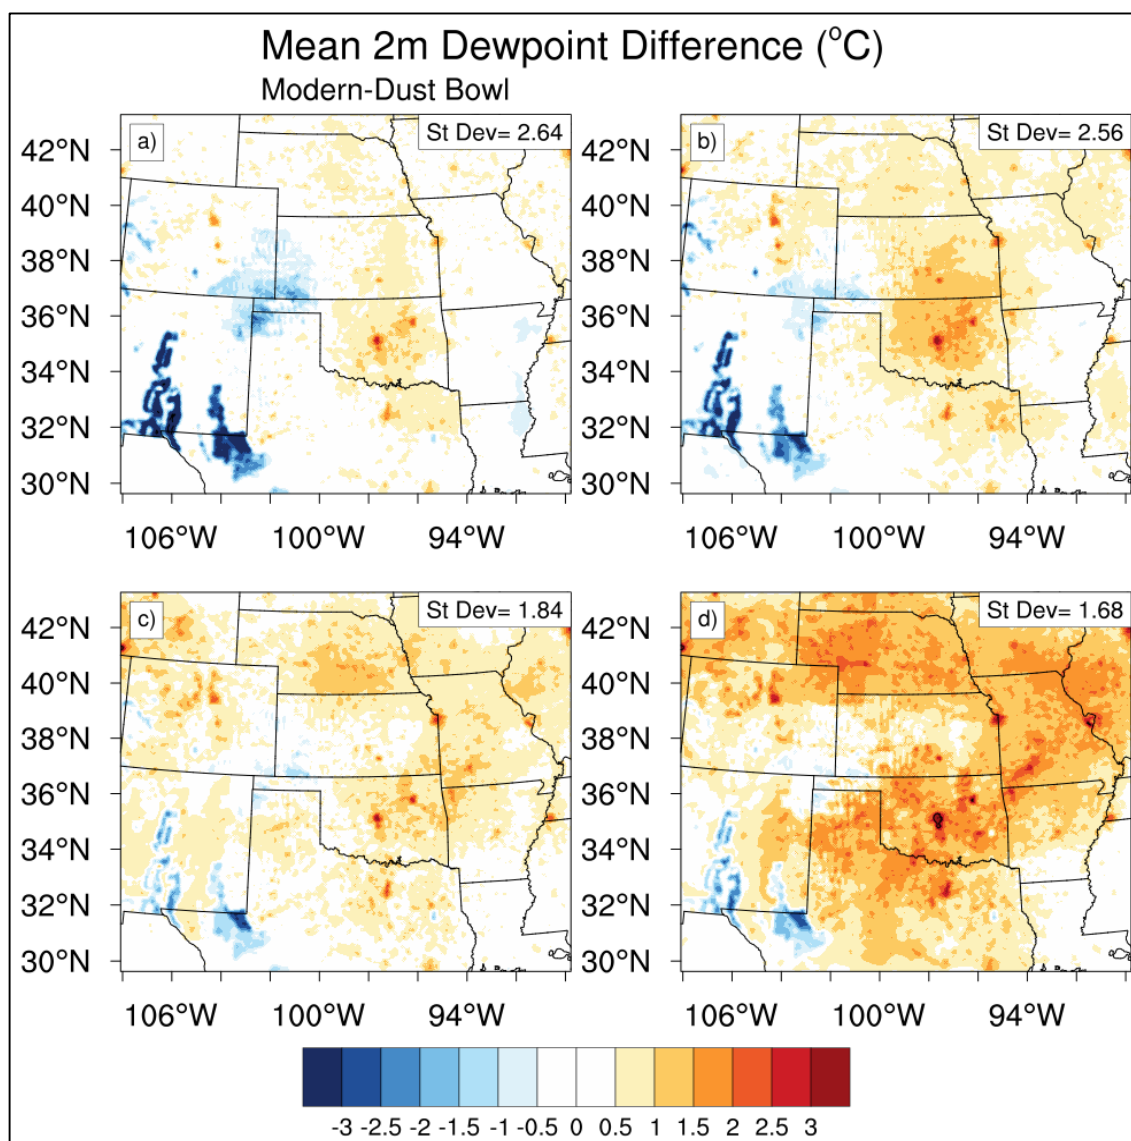 Mean 2m Dewpoint Difference (°C)
Modern-Dust Bowl
a)
St Dev= 2.64
42°N
40°N
38°N
36°N
34°N
32°N
30°N
106°W 100°W 94°W
b)
St Dev= 2.56
42°N
40°N
38°N
36°N
34°N
32°N
30°N
106°W 100°W 94°W
c)
St Dev= 1.84
42°N
40°N
38°N
36°N
34°N
32°N
30°N
106°W 100°W 94°W
d)
St Dev= 1.68
42°N
40°N
38°N
36°N
34°N
32°N
30°N
106°W 100°W 94°W
-3 -2.5 -2 -1.5 -1 -0.5 0 0.5 1 1.5 2 2.5 3